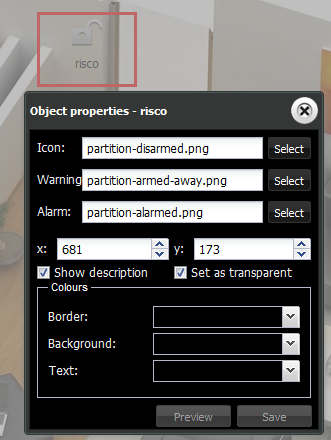 risco
Object properties - risco
Icon: partition-disarmed.png Select
Warning: partition-armed-away.png Select
Alarm: partition-alarmed.png Select
x: 681 y: 173
Show description Set as transparent
Colours
Border:
Background:
Text:
Preview Save